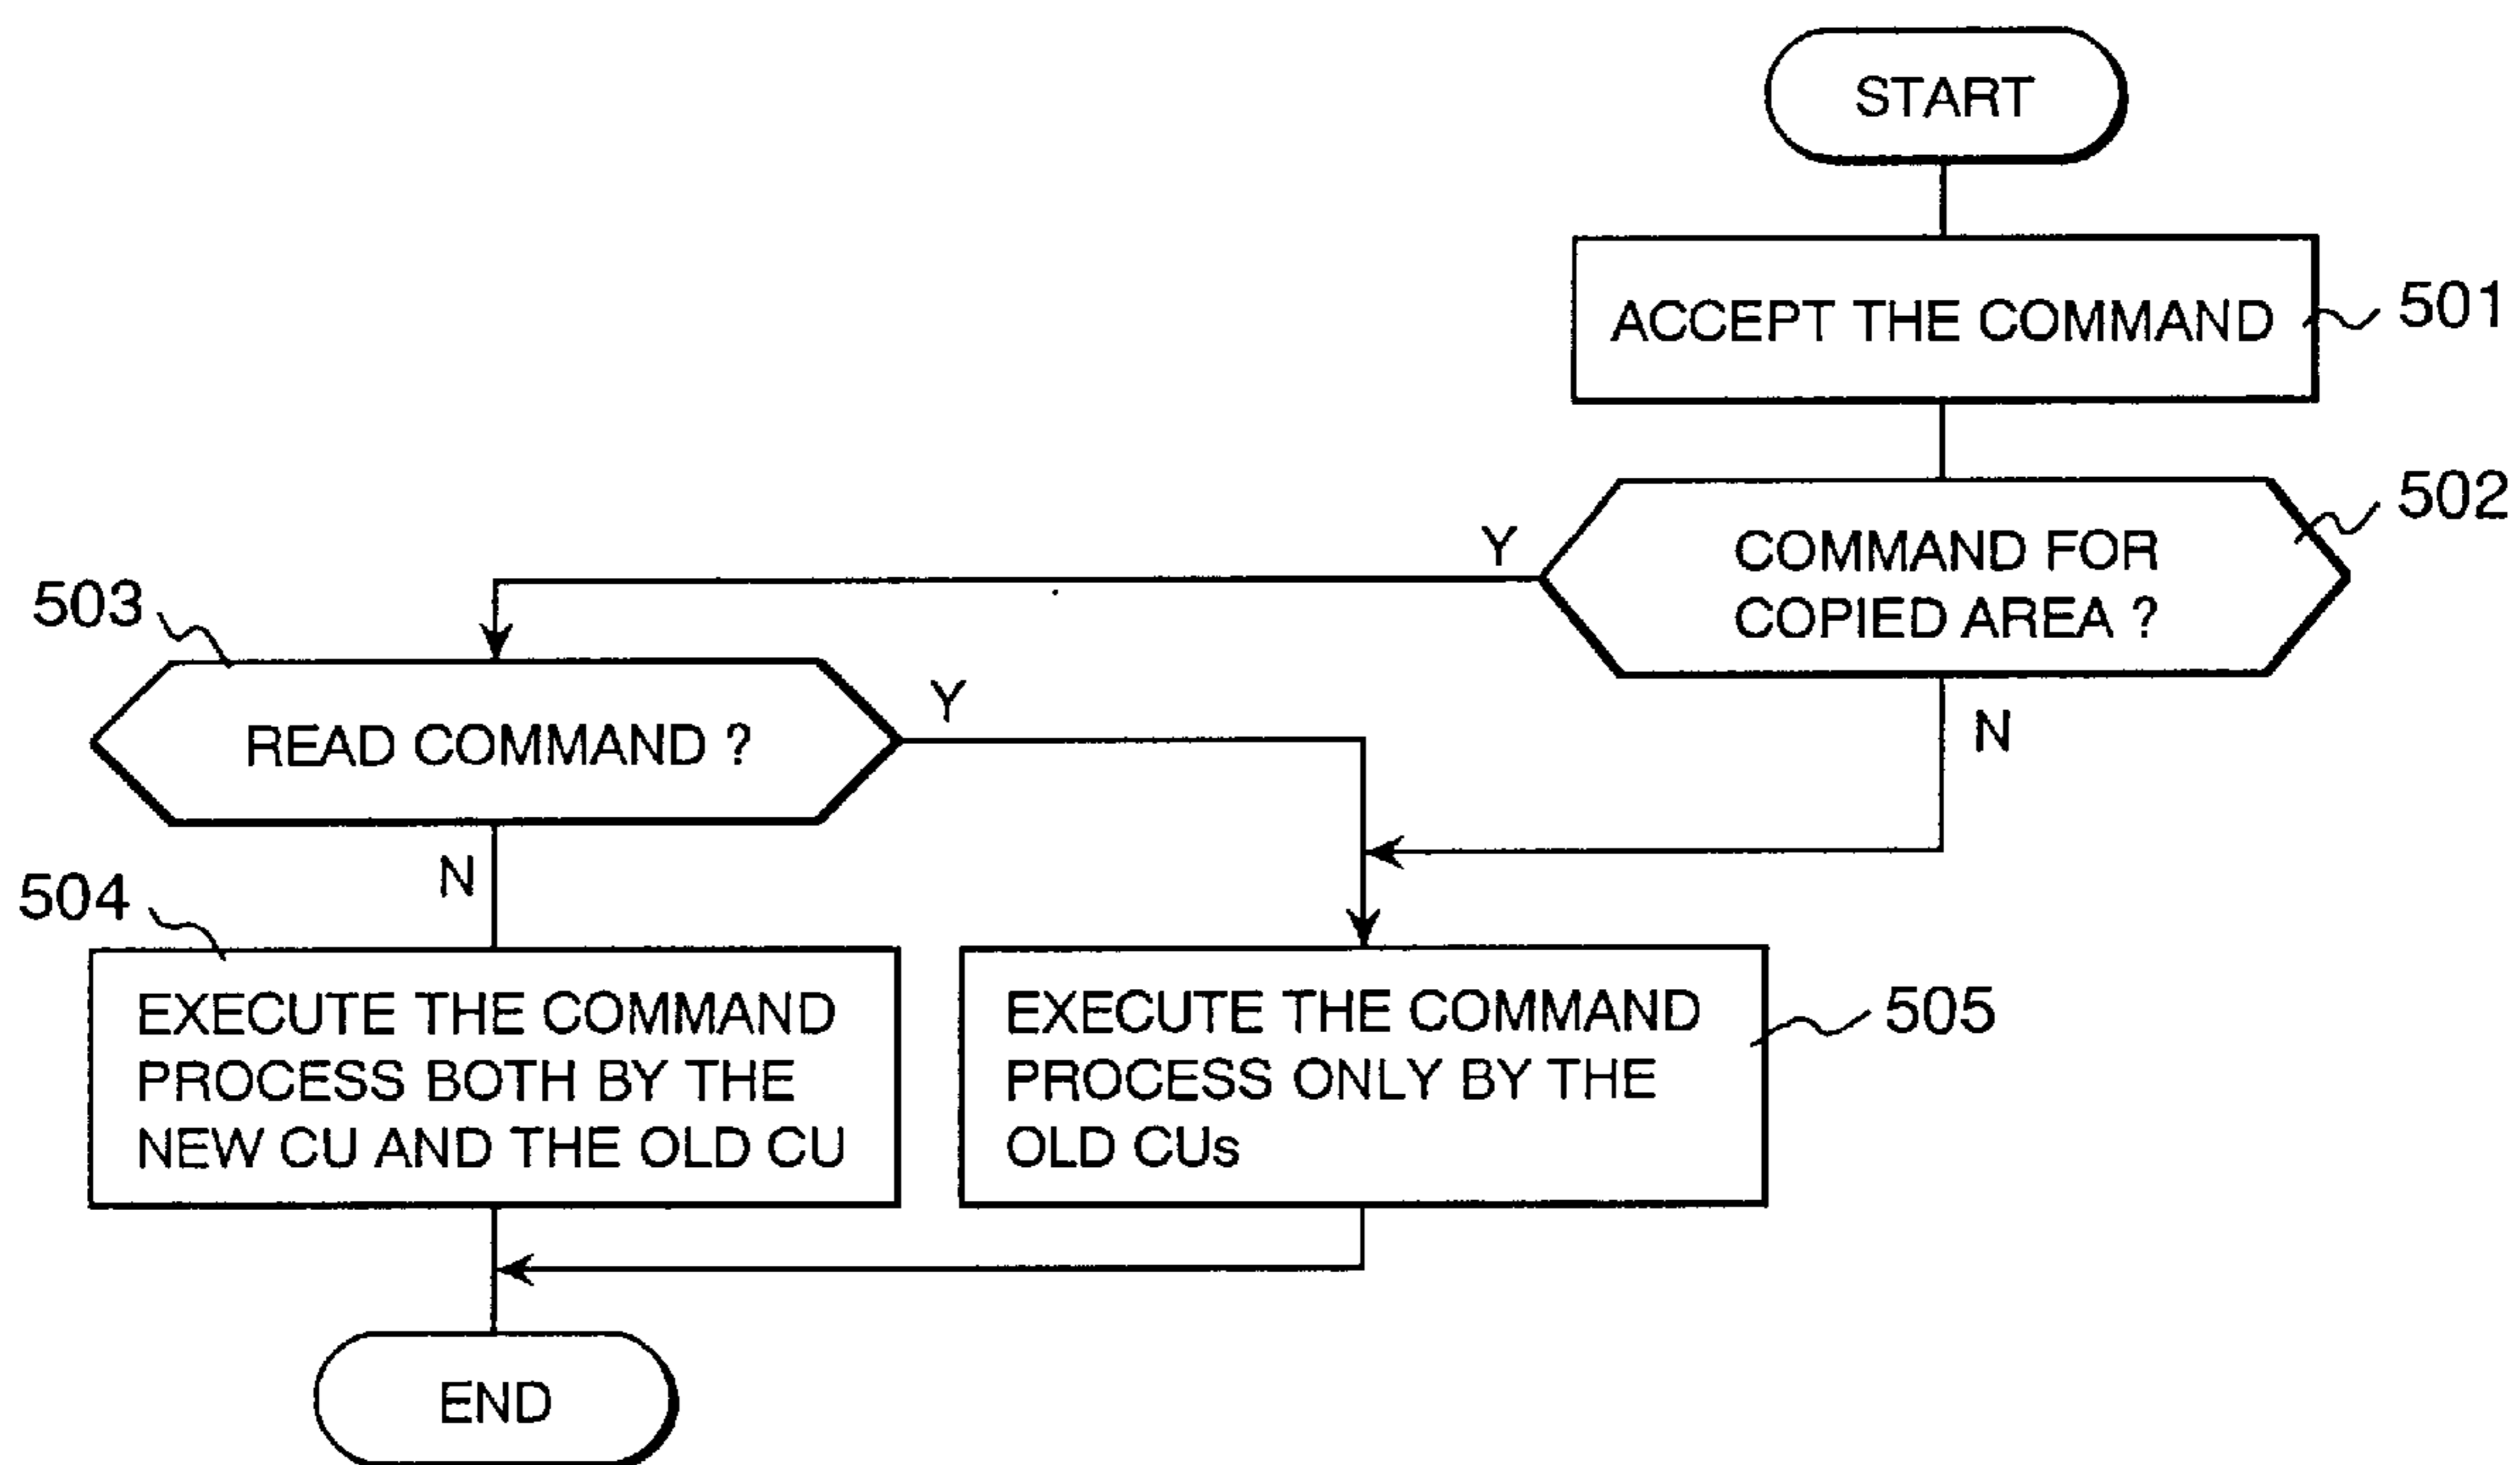 START
ACCEPT THE COMMAND
501
COMMAND FOR
COPIED AREA ?
502
Y
N
503
READ COMMAND ?
Y
N
504
EXECUTE THE COMMAND
PROCESS BOTH BY THE
NEW CU AND THE OLD CU
EXECUTE THE COMMAND
PROCESS ONLY BY THE
OLD CUs
505
END